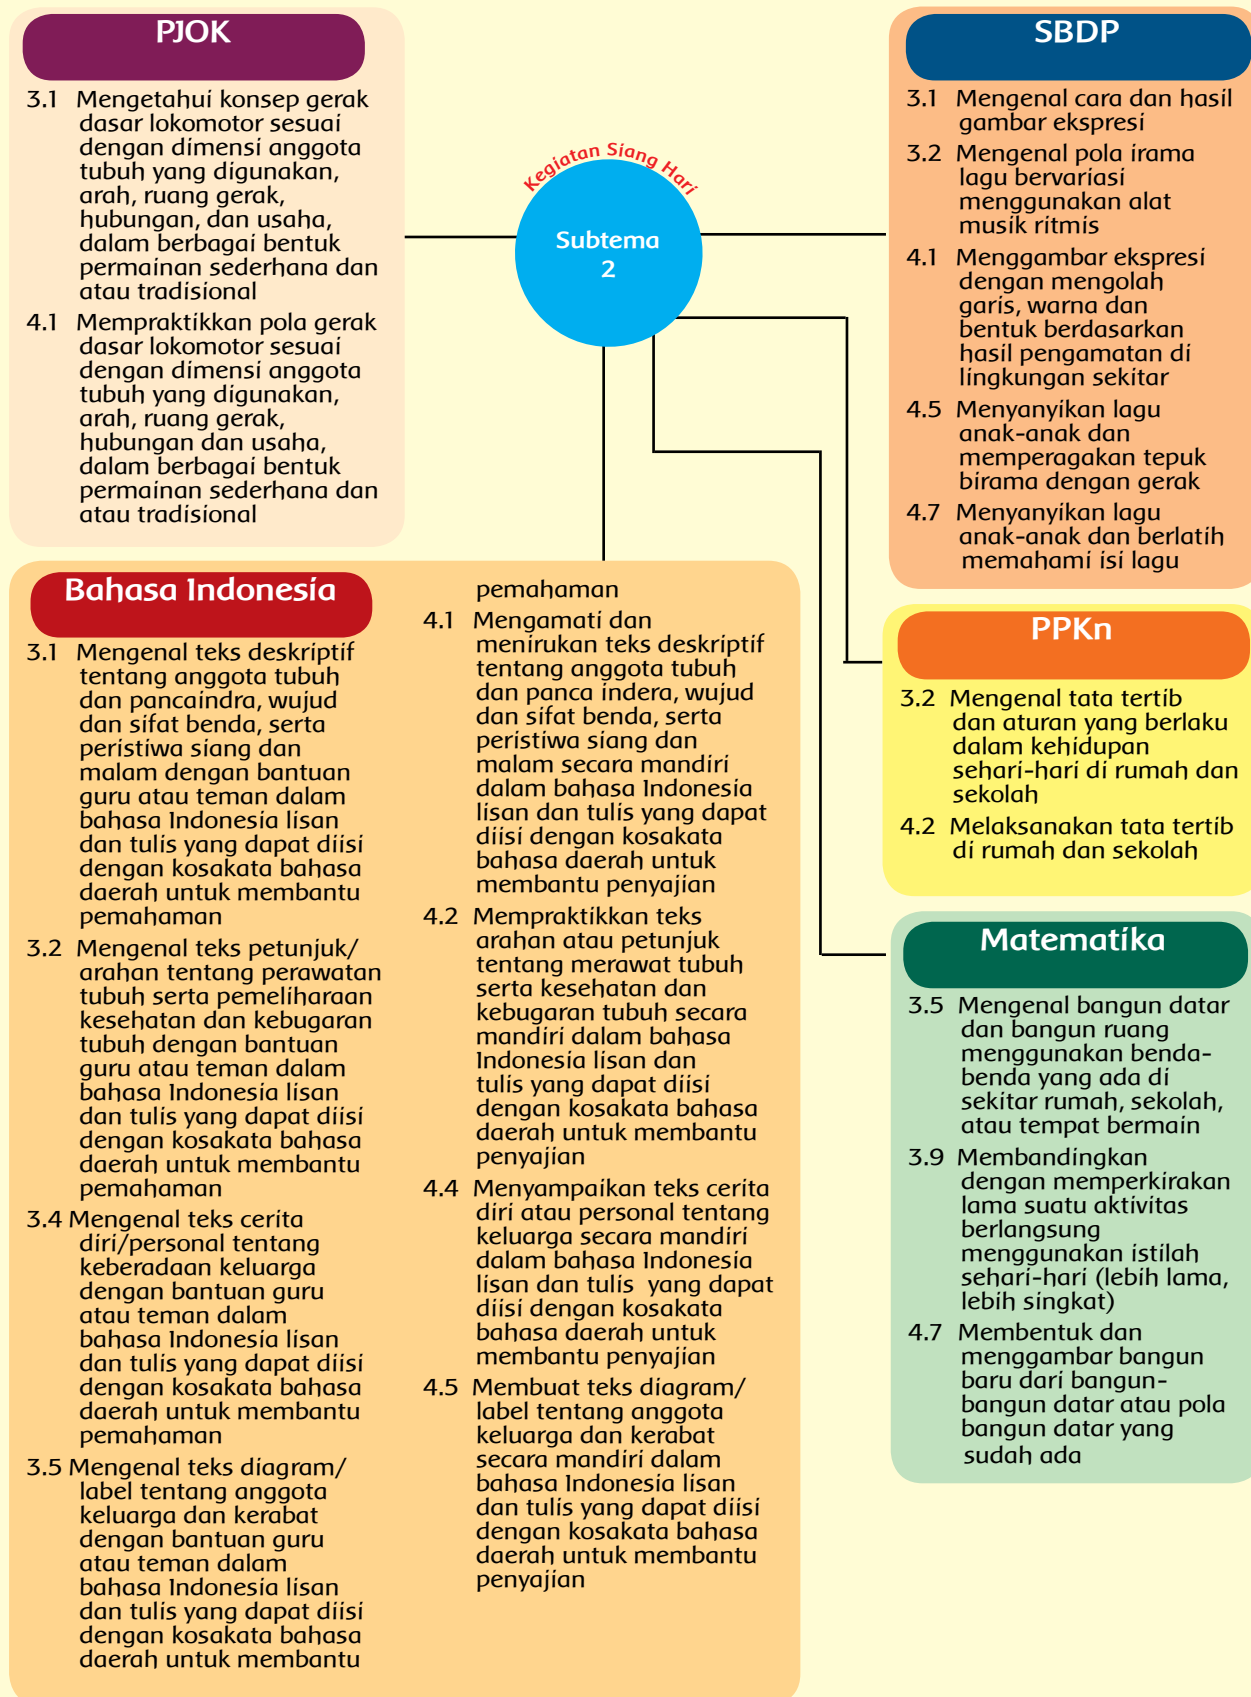 PJOK
3.1 Mengetahui konsep gerak
dasar lokomotor sesuai
dengan dimensi anggota
tubuh yang digunakan,
arah, ruang gerak,
hubungan, dan usaha,
dalam berbagai bentuk
permainan sederhana dan
atau tradisional
4.1 Mempraktikkan pola gerak
dasar lokomotor sesuai
dengan dimensi anggota
tubuh yang digunakan,
arah, ruang gerak,
hubungan dan usaha,
dalam berbagai bentuk
permainan sederhana dan
atau tradisional
Kegiatan Siang Hari
Subtema
2
SBDP
3.1 Mengenal cara dan hasil
gambar ekspresi
3.2 Mengenal pola irama
lagu bervariasi
menggunakan alat
musik ritmis
4.1 Menggambar ekspresi
dengan mengolah
garis, warna dan
bentuk berdasarkan
hasil pengamatan di
lingkungan sekitar
4.5 Menyanyikan lagu
anak-anak dan
memperagakan tepuk
birama dengan gerak
4.7 Menyanyikan lagu
anak-anak dan berlatih
memahami isi lagu
Bahasa Indonesia
3.1 Mengenal teks deskriptif
tentang anggota tubuh
dan pancaindra, wujud
dan sifat benda, serta
peristiwa siang dan
malam dengan bantuan
guru atau teman dalam
bahasa Indonesia lisan
dan tulis yang dapat diisi
dengan kosakata bahasa
daerah untuk membantu
pemahaman
3.2 Mengenal teks petunjuk/
arahan tentang perawatan
tubuh serta pemeliharaan
kesehatan dan kebugaran
tubuh dengan bantuan
guru atau teman dalam
bahasa Indonesia lisan
dan tulis yang dapat diisi
dengan kosakata bahasa
daerah untuk membantu
pemahaman
3.4 Mengenal teks cerita
diri/personal tentang
keberadaan keluarga
dengan bantuan guru
atau teman dalam
bahasa Indonesia lisan
dan tulis yang dapat diisi
dengan kosakata bahasa
daerah untuk membantu
pemahaman
3.5 Mengenal teks diagram/
label tentang anggota
keluarga dan kerabat
dengan bantuan guru
atau teman dalam
bahasa Indonesia lisan
dan tulis yang dapat diisi
dengan kosakata bahasa
daerah untuk membantu
pemahaman
4.1 Mengamati dan
menirukan teks deskriptif
tentang anggota tubuh
dan panca indera, wujud
dan sifat benda, serta
peristiwa siang dan
malam secara mandiri
dalam bahasa Indonesia
lisan dan tulis yang dapat
diisi dengan kosakata
bahasa daerah untuk
membantu penyajian
4.2 Mempraktikkan teks
arahan atau petunjuk
tentang merawat tubuh
serta kesehatan dan
kebugaran tubuh secara
mandiri dalam bahasa
Indonesia lisan dan
tulis yang dapat diisi
dengan kosakata bahasa
daerah untuk membantu
penyajian
4.4 Menyampaikan teks cerita
diri atau personal tentang
keluarga secara mandiri
dalam bahasa Indonesia
lisan dan tulis yang dapat
diisi dengan kosakata
bahasa daerah untuk
membantu penyajian
4.5 Membuat teks diagram/
label tentang anggota
keluarga dan kerabat
secara mandiri dalam
bahasa Indonesia lisan
dan tulis yang dapat diisi
dengan kosakata bahasa
daerah untuk membantu
penyajian
PPKn
3.2 Mengenal tata tertib
dan aturan yang berlaku
dalam kehidupan
sehari-hari di rumah dan
sekolah
4.2 Melaksanakan tata tertib
di rumah dan sekolah
Matematika
3.5 Mengenal bangun datar
dan bangun ruang
menggunakan benda-
benda yang ada di
sekitar rumah, sekolah,
atau tempat bermain
3.9 Membandingkan
dengan memperkirakan
lama suatu aktivitas
berlangsung
menggunakan istilah
sehari-hari (lebih lama,
lebih singkat)
4.7 Membentuk dan
menggambar bangun
baru dari bangun-
bangun datar atau pola
bangun datar yang
sudah ada